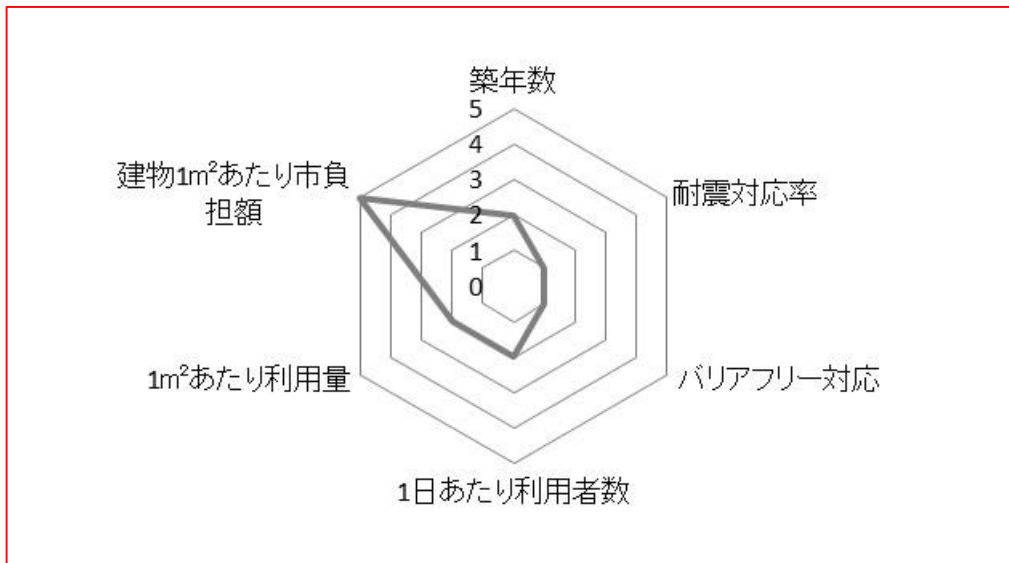 築年数
5
4
3
2
1
0
建物1m²あたり市負
担額
耐震対応率
1m²あたり利用量
バリアフリー対応
1日あたり利用者数